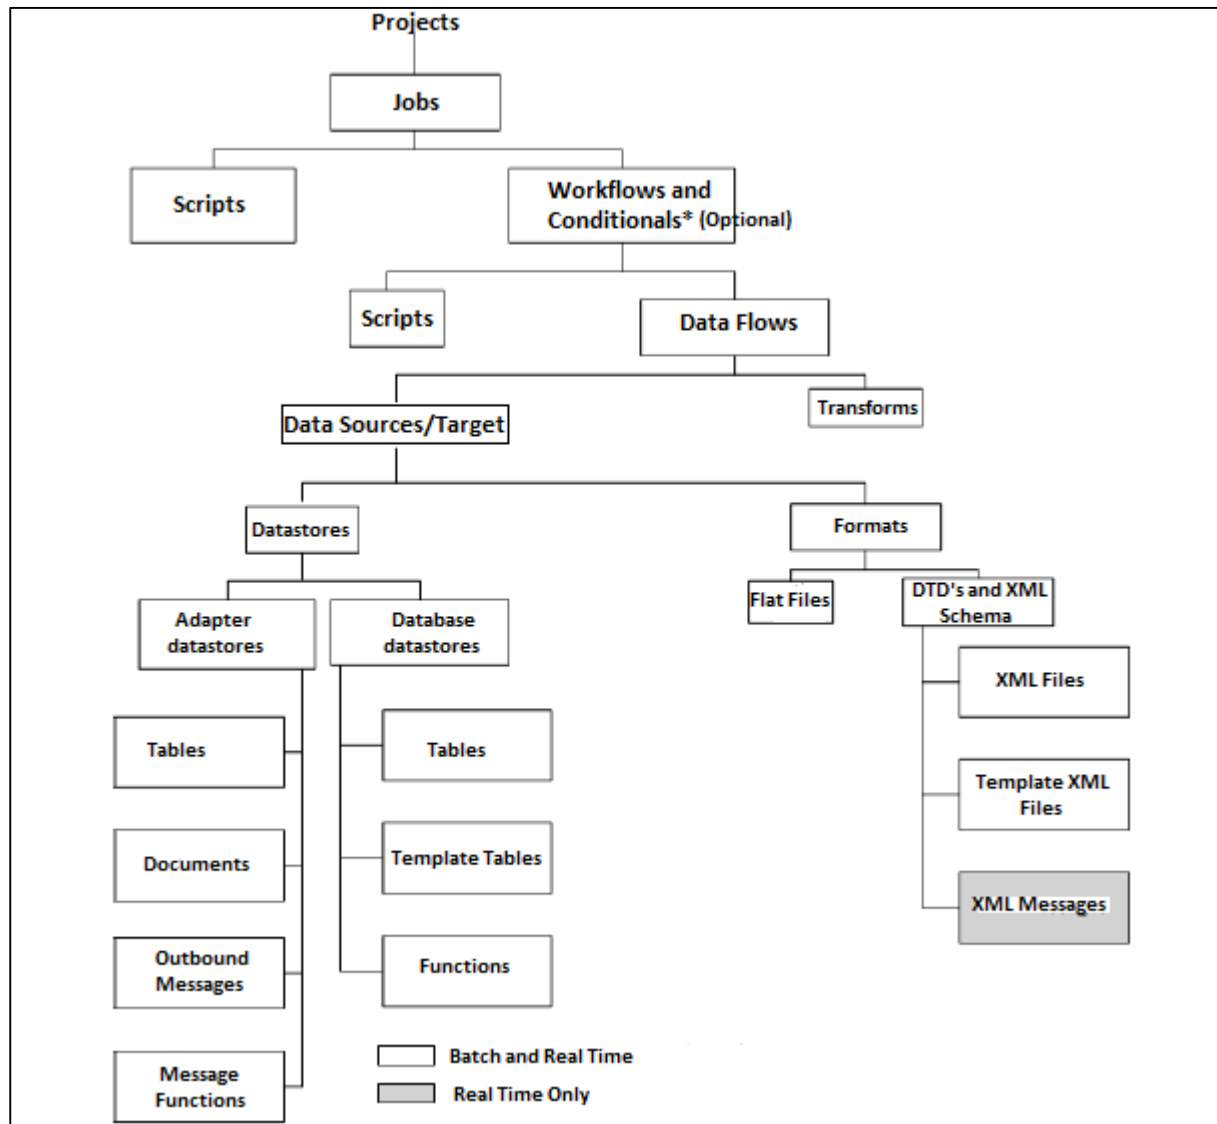 Projects
Jobs
Scripts
Workflows and
Conditionals* (Optional)
Scripts
Data Flows
Transforms
Data Sources/Target
Datastores
Formats
Flat Files
DTD's and XML
Schema
Adapter
datastores
Database
datastores
XML Files
Tables
Tables
Template XML
Files
Documents
Template Tables
XML Messages
Outbound
Messages
Functions
Message
Functions
Batch and Real Time
Real Time Only